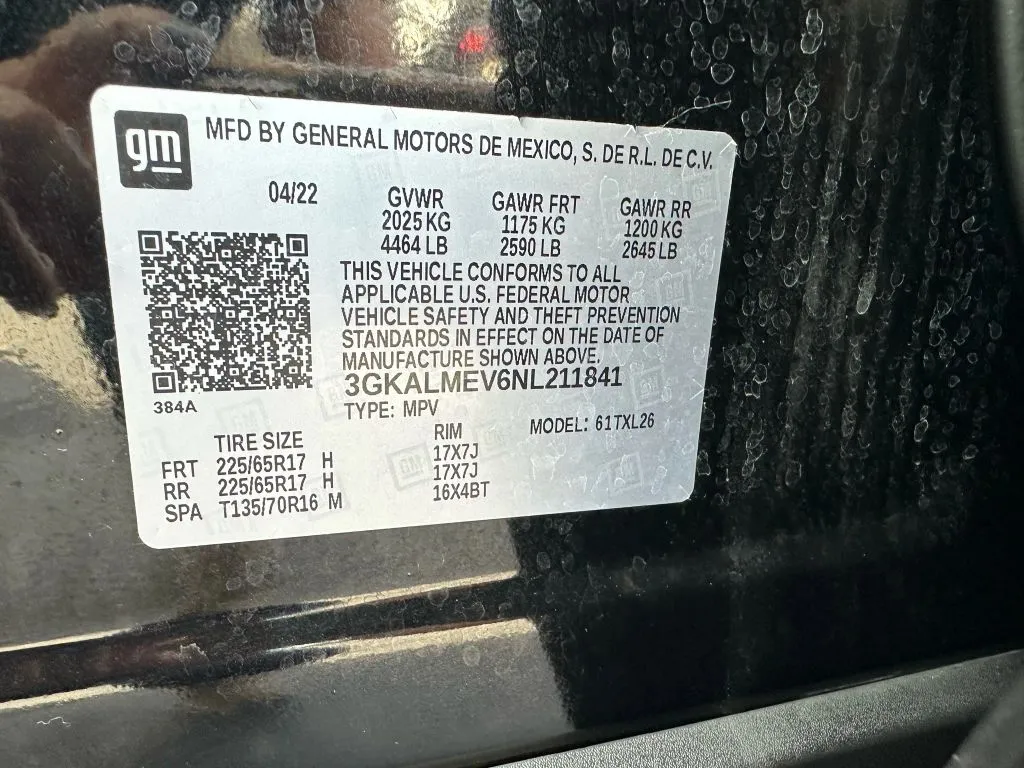 gm
MFD BY GENERAL MOTORS DE MEXICO, S. DE R.L. DE C.V.
04/22 GVWR GAWR FRT GAWR RR
2025 KG 1175 KG 1200 KG
4464 LB 2590 LB 2645 LB
THIS VEHICLE CONFORMS TO ALL
APPLICABLE U.S. FEDERAL MOTOR
VEHICLE SAFETY AND THEFT PREVENTION
STANDARDS IN EFFECT ON THE DATE OF
MANUFACTURE SHOWN ABOVE.
3GKALMEV6NL211841
384A
TYPE: MPV
MODEL: 61TXL26
TIRE SIZE RIM
FRT 225/65R17 H 17X7J
RR 225/65R17 H 17X7J
SPA T135/70R16 M 16X4BT